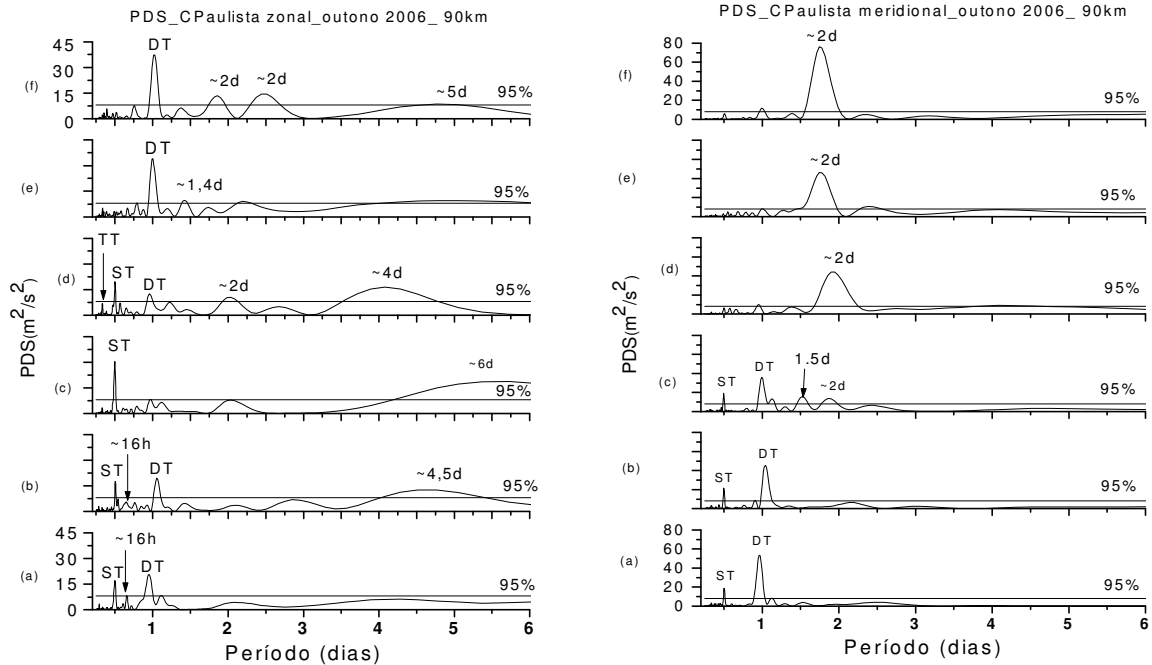 PDS_CPaulista zonal_outono 2006_ 90km
45
30
15
0
(f)
DT
~2d
~2d
~5d
95%
(e)
DT
~1,4d
95%
(d)
TT
ST
DT
~2d
~4d
95%
PDS(m²/s²)
(c)
ST
~6d
95%
(b)
~16h
ST
DT
~4,5d
95%
45
30
15
0
(a)
~16h
ST
DT
95%
1 2 3 4 5 6
Período (dias)
PDS_CPaulista meridional_outono 2006_ 90km
80
60
40
20
0
(f)
~2d
95%
(e)
~2d
95%
(d)
~2d
95%
PDS(m²/s²)
(c)
ST
DT
1.5d
~2d
95%
(b)
ST
DT
95%
80
60
40
20
0
(a)
ST
DT
95%
1 2 3 4 5 6
Período (dias)